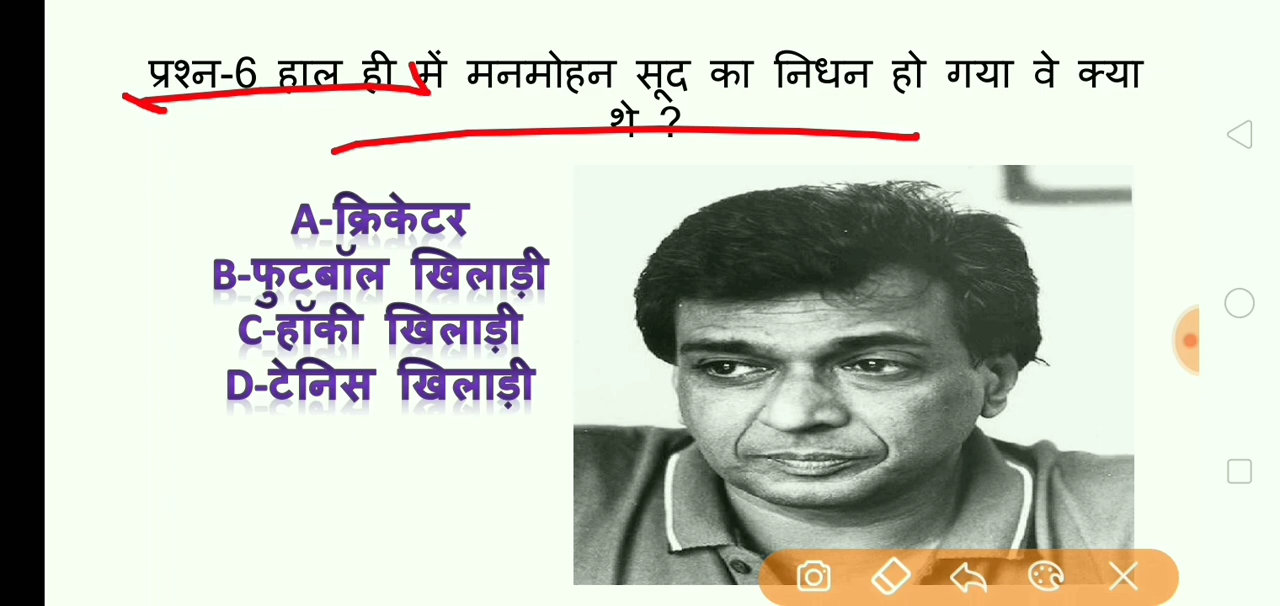 प्रश्न-6 हाल ही में मनमोहन सूद का निधन हो गया वे क्या
थे ?
A-क्रिकेटर
B-फुटबॉल खिलाड़ी
C-हॉकी खिलाड़ी
D-टेनिस खिलाड़ी